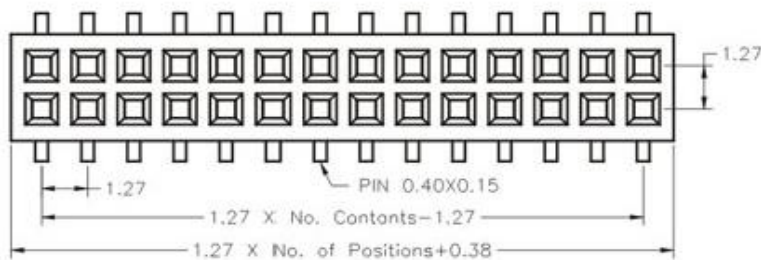 1.27
1.27
PIN 0.40X0.15
1.27 X No. Contants-1.27
1.27 X No. of Positions+0.38